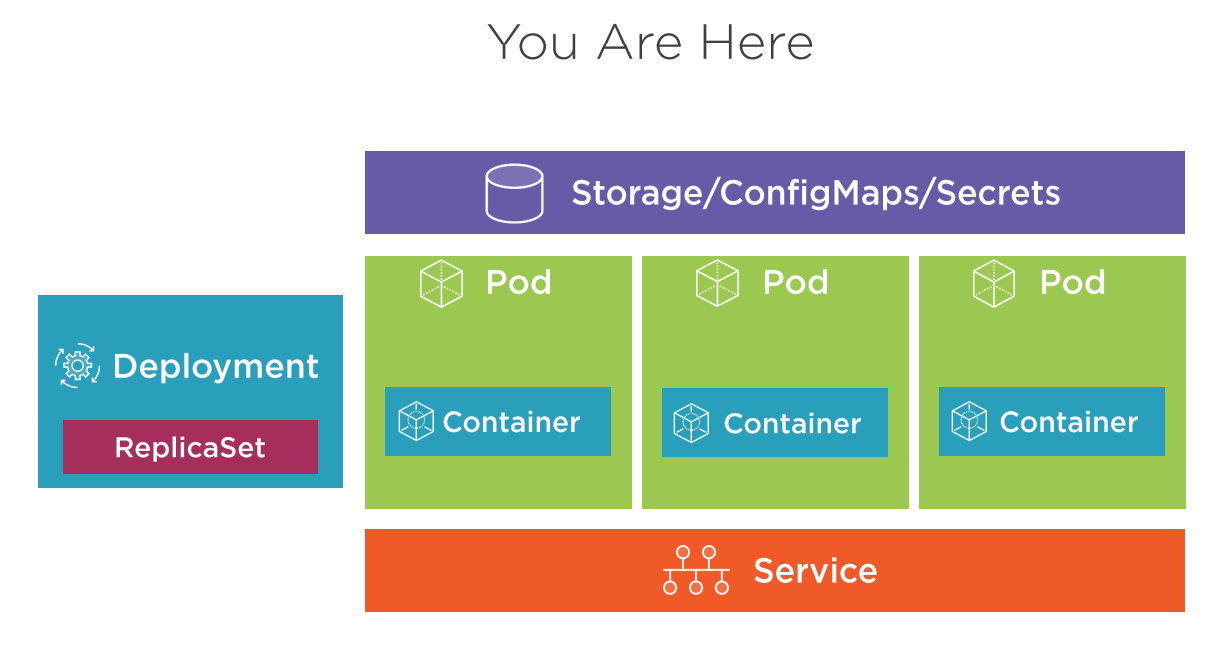 You Are Here
Storage/ConfigMaps/Secrets
Pod
Pod
Pod
Deployment
ReplicaSet
Container
Container
Container
Service